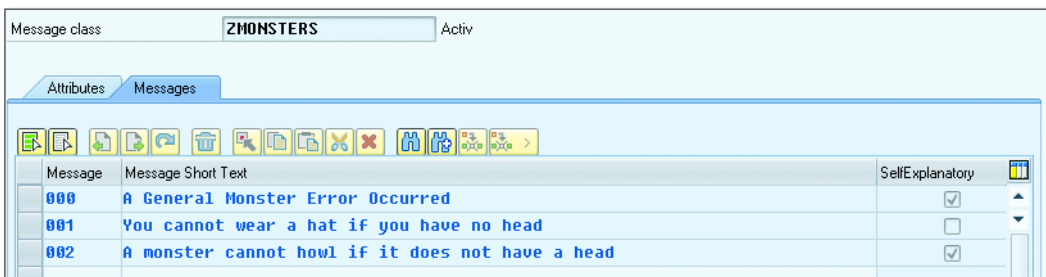 Message class ZMONSTERS Activ
Attributes Messages
Message Message Short Text SelfExplanatory
000 A General Monster Error Occurred
001 You cannot wear a hat if you have no head
002 A monster cannot howl if it does not have a head